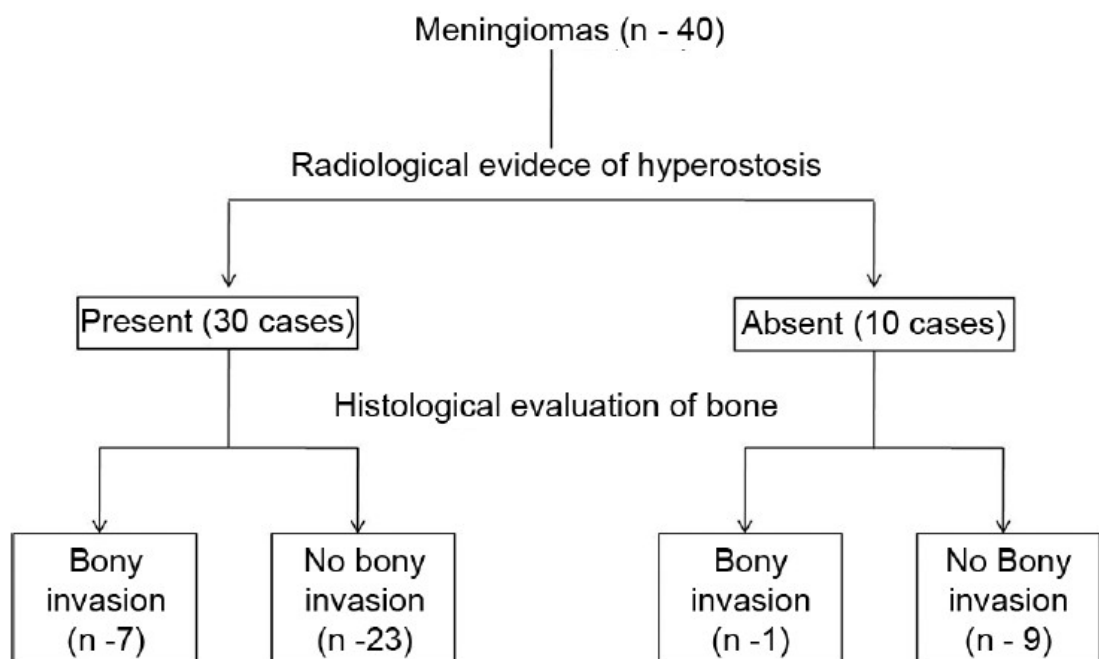 Meningiomas (n - 40)
Radiological evidece of hyperostosis
Present (30 cases)
Absent (10 cases)
Histological evaluation of bone
Bony
invasion
(n -7)
No bony
invasion
(n -23)
Bony
invasion
(n -1)
No Bony
invasion
(n - 9)